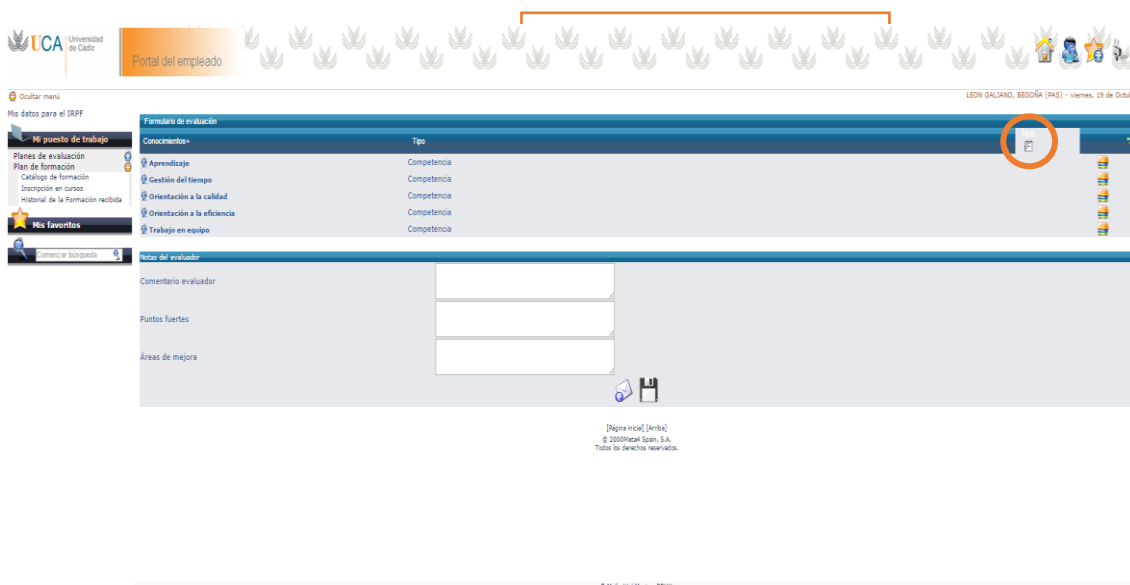 UCA Universidad
de Cádiz
Portal del empleado
Ocultar menú
LEON GALIANO, BEGOÑA (PAS) - viernes, 19 de Octu
Mis datos para el IRPF
Mi puesto de trabajo
Planes de evaluación
Plan de formación
Catálogo de formación
Inscripción en cursos
Historial de la Formación recibida
Mis favoritos
Comenzar búsqueda
Formulario de evaluación
Conocimientos+ Tipo
Aprendizaje Competencia
Gestión del tiempo Competencia
Orientación a la calidad Competencia
Orientación a la eficiencia Competencia
Trabajo en equipo Competencia
Notas del evaluador
Comentario evaluador
Puntos fuertes
Áreas de mejora
[Página inicial] [Arriba]
© 2000Meta4 Spain, S.A.
Todos los derechos reservados.